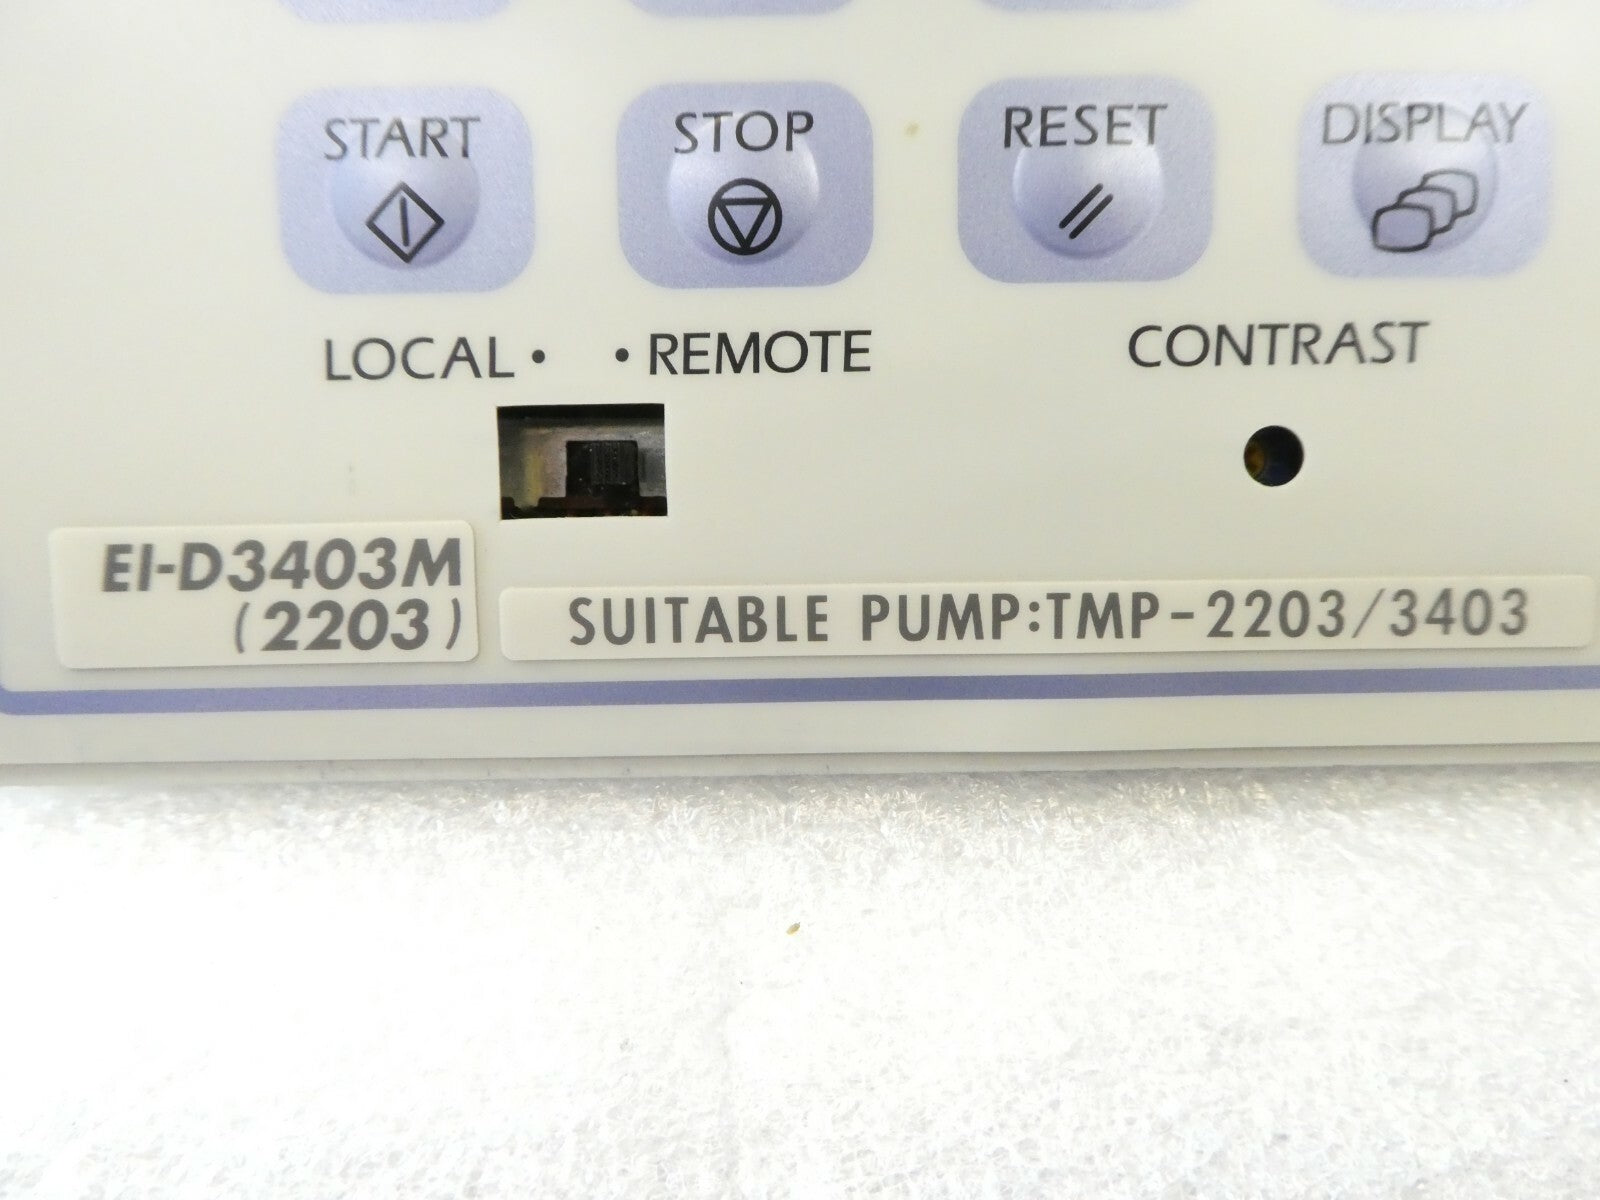 START STOP RESET DISPLAY
LOCAL • • REMOTE CONTRAST
EI-D3403M
(2203)
SUITABLE PUMP:TMP-2203/3403